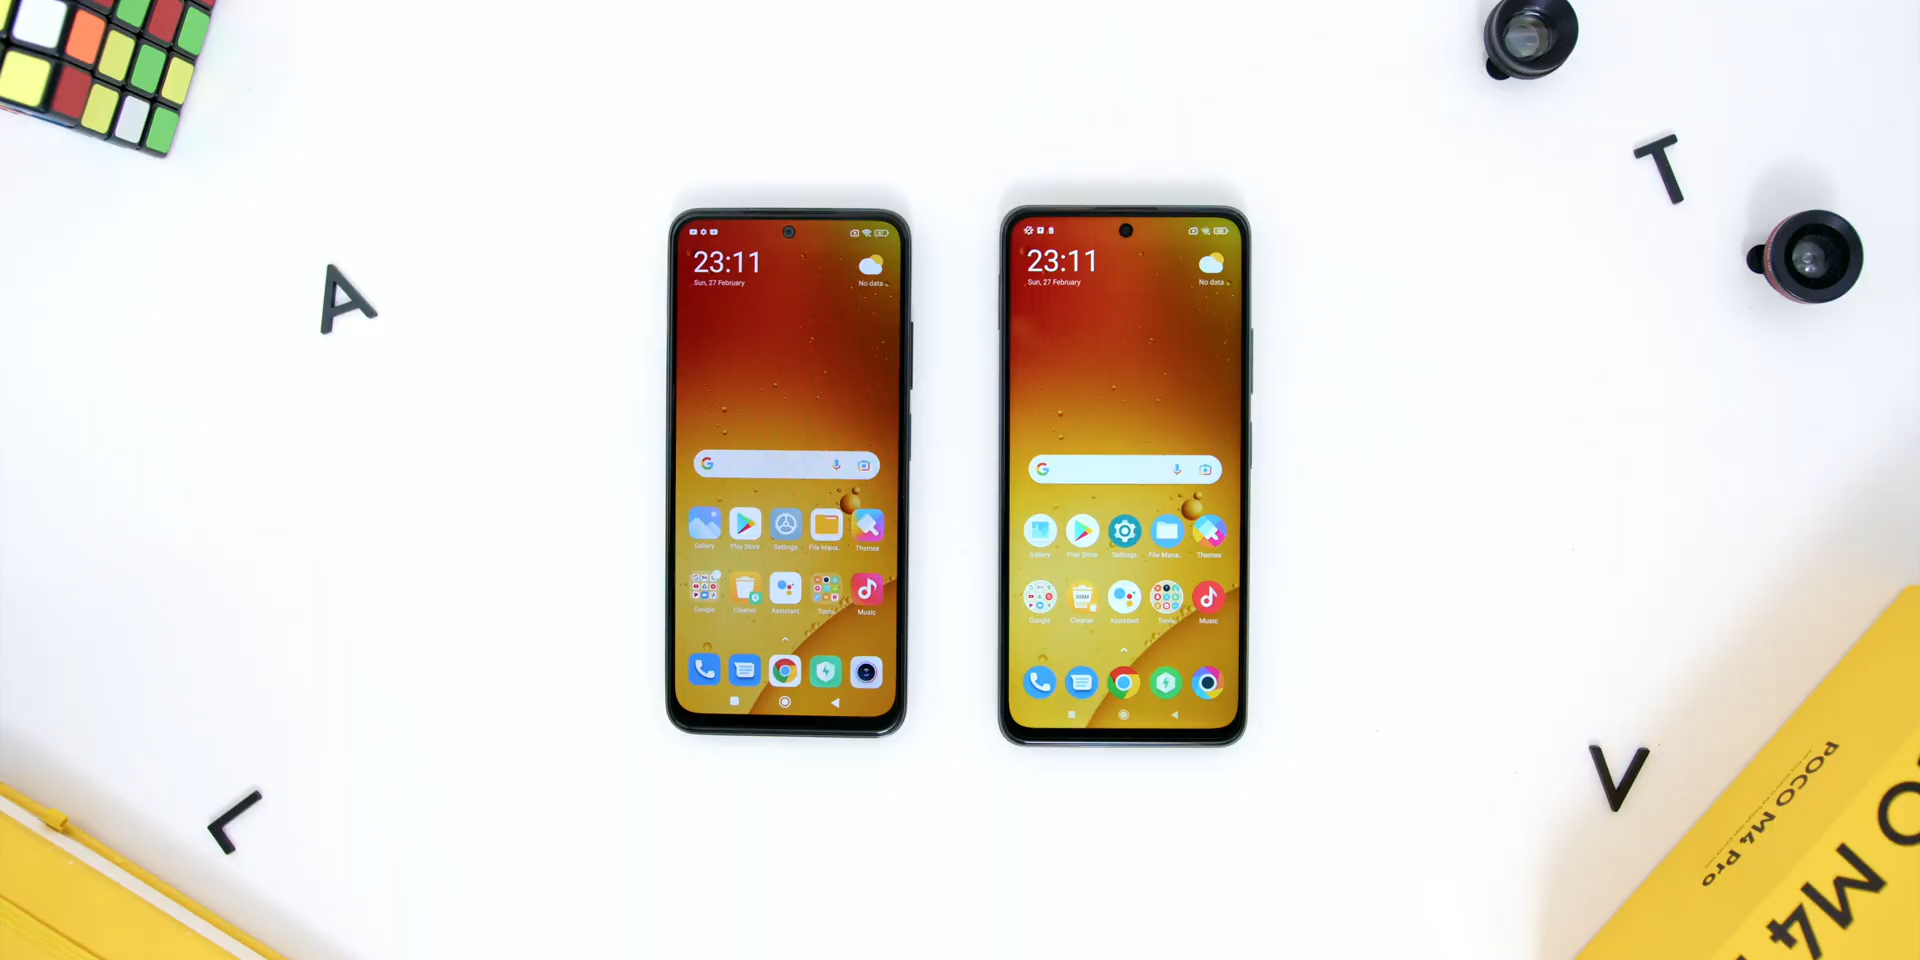 T
A
23:11
Sun, 27 February
No data
Gallery
Play Store
Settings
File Mana..
Themes
Google
Cleaner
Assistant
Tools
Music
23:11
Sun, 27 February
No data
Gallery
Play Store
Settings
File Mana..
Themes
Google
Cleaner
Assistant
Tools
Music
V
L
POCO M4 Pro
O M4